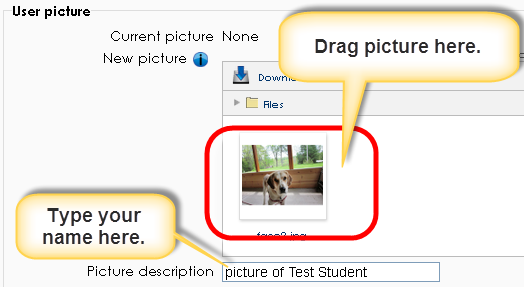 User picture
Current picture None
New picture
Drag picture here.
Files
Type your
name here.
Picture description picture of Test Student